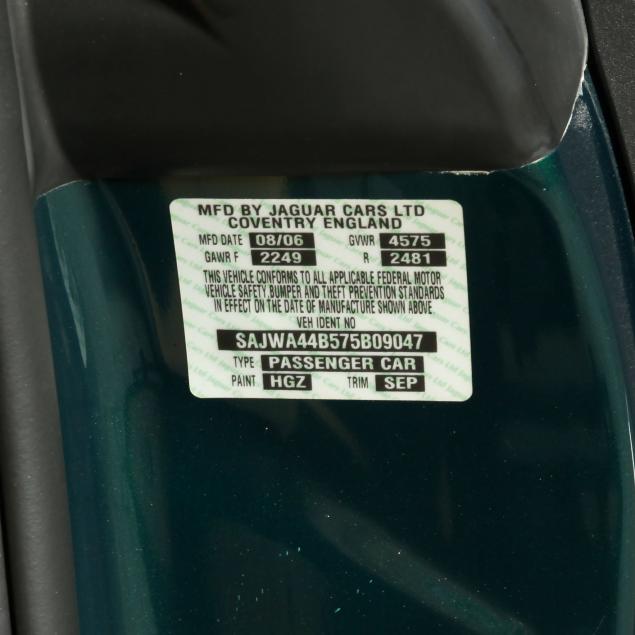 MFD BY JAGUAR CARS LTD
COVENTRY ENGLAND
MFD DATE 08/06 GVWR 4575
GAWR F 2249 R 2481
THIS VEHICLE CONFORMS TO ALL APPLICABLE FEDERAL MOTOR
VEHICLE SAFETY,BUMPER AND THEFT PREVENTION STANDARDS
IN EFFECT ON THE DATE OF MANUFACTURE SHOWN ABOVE
VEH IDENT NO
SAJWA44B575B09047
TYPE PASSENGER CAR
PAINT HGZ TRIM SEP